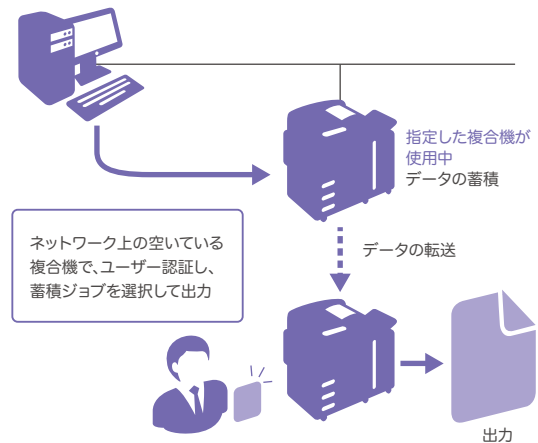 指定した複合機が
使用中
データの蓄積
データの転送
ネットワーク上の空いている
複合機で、ユーザー認証し、
蓄積ジョブを選択して出力
出力